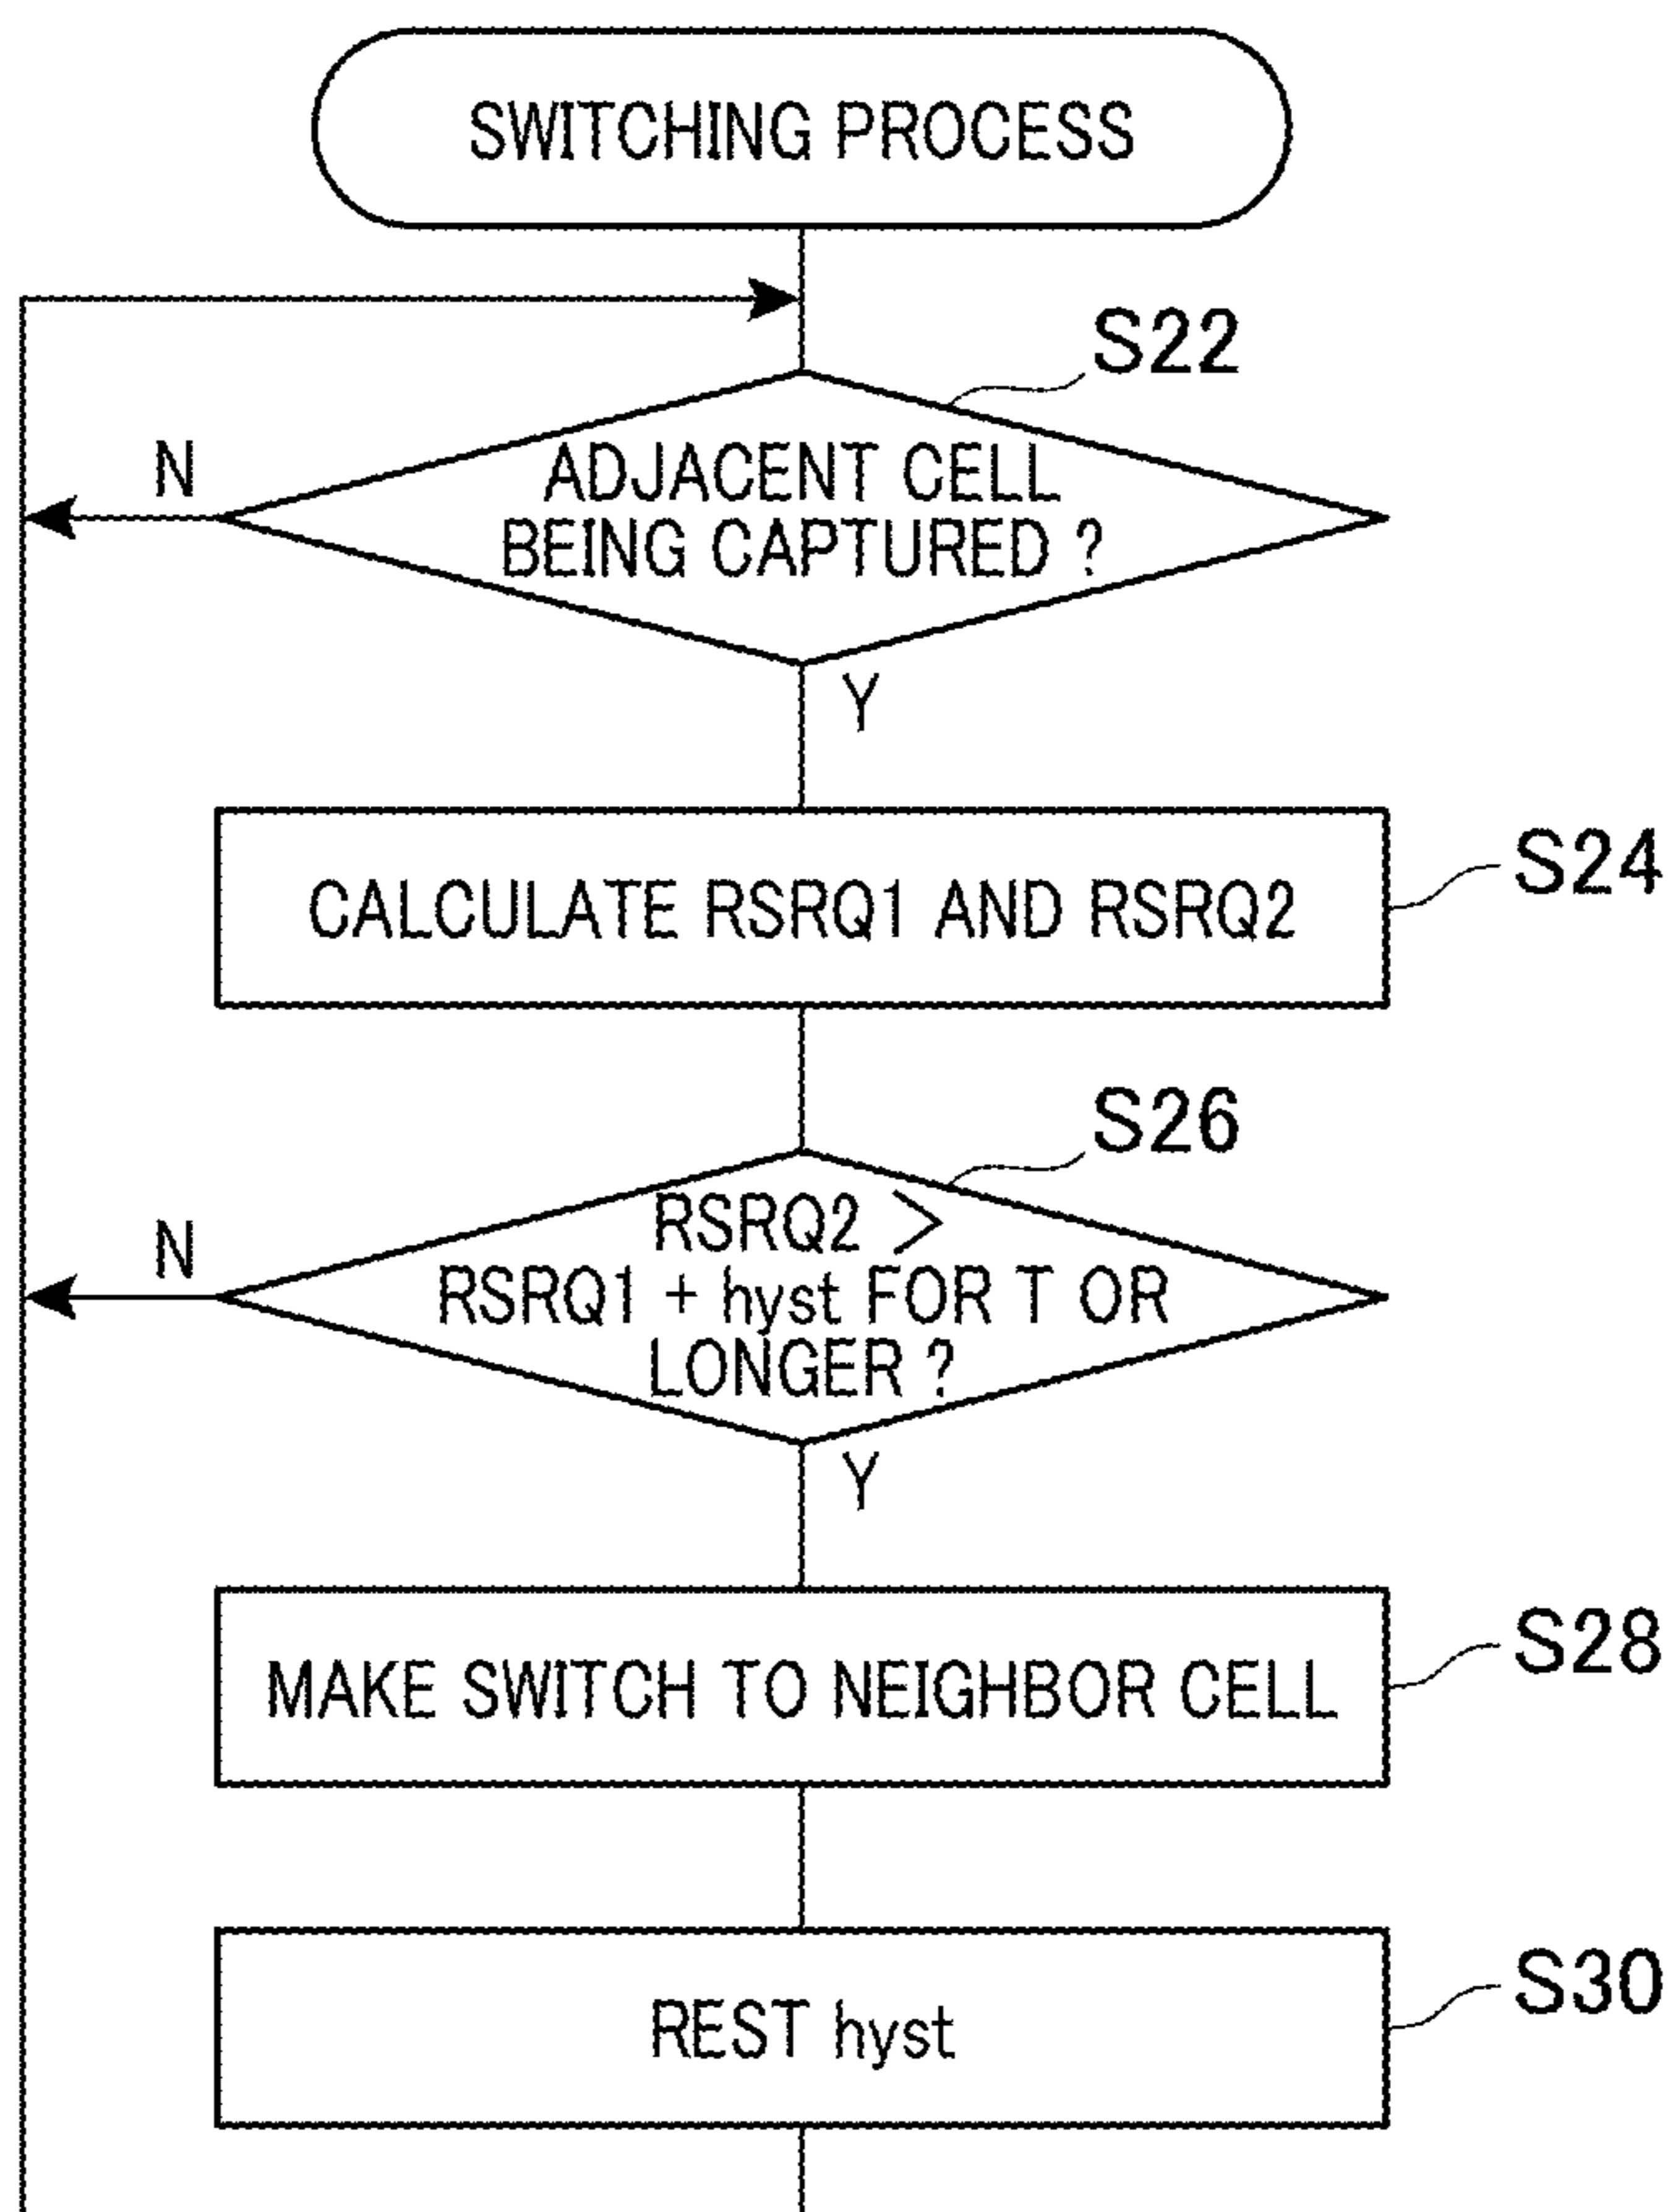 SWITCHING PROCESS
S22
N
ADJACENT CELL
BEING CAPTURED ?
Y
CALCULATE RSRQ1 AND RSRQ2
S24
S26
N
RSRQ2 >
RSRQ1 + hyst FOR T OR
LONGER ?
Y
MAKE SWITCH TO NEIGHBOR CELL
S28
REST hyst
S30